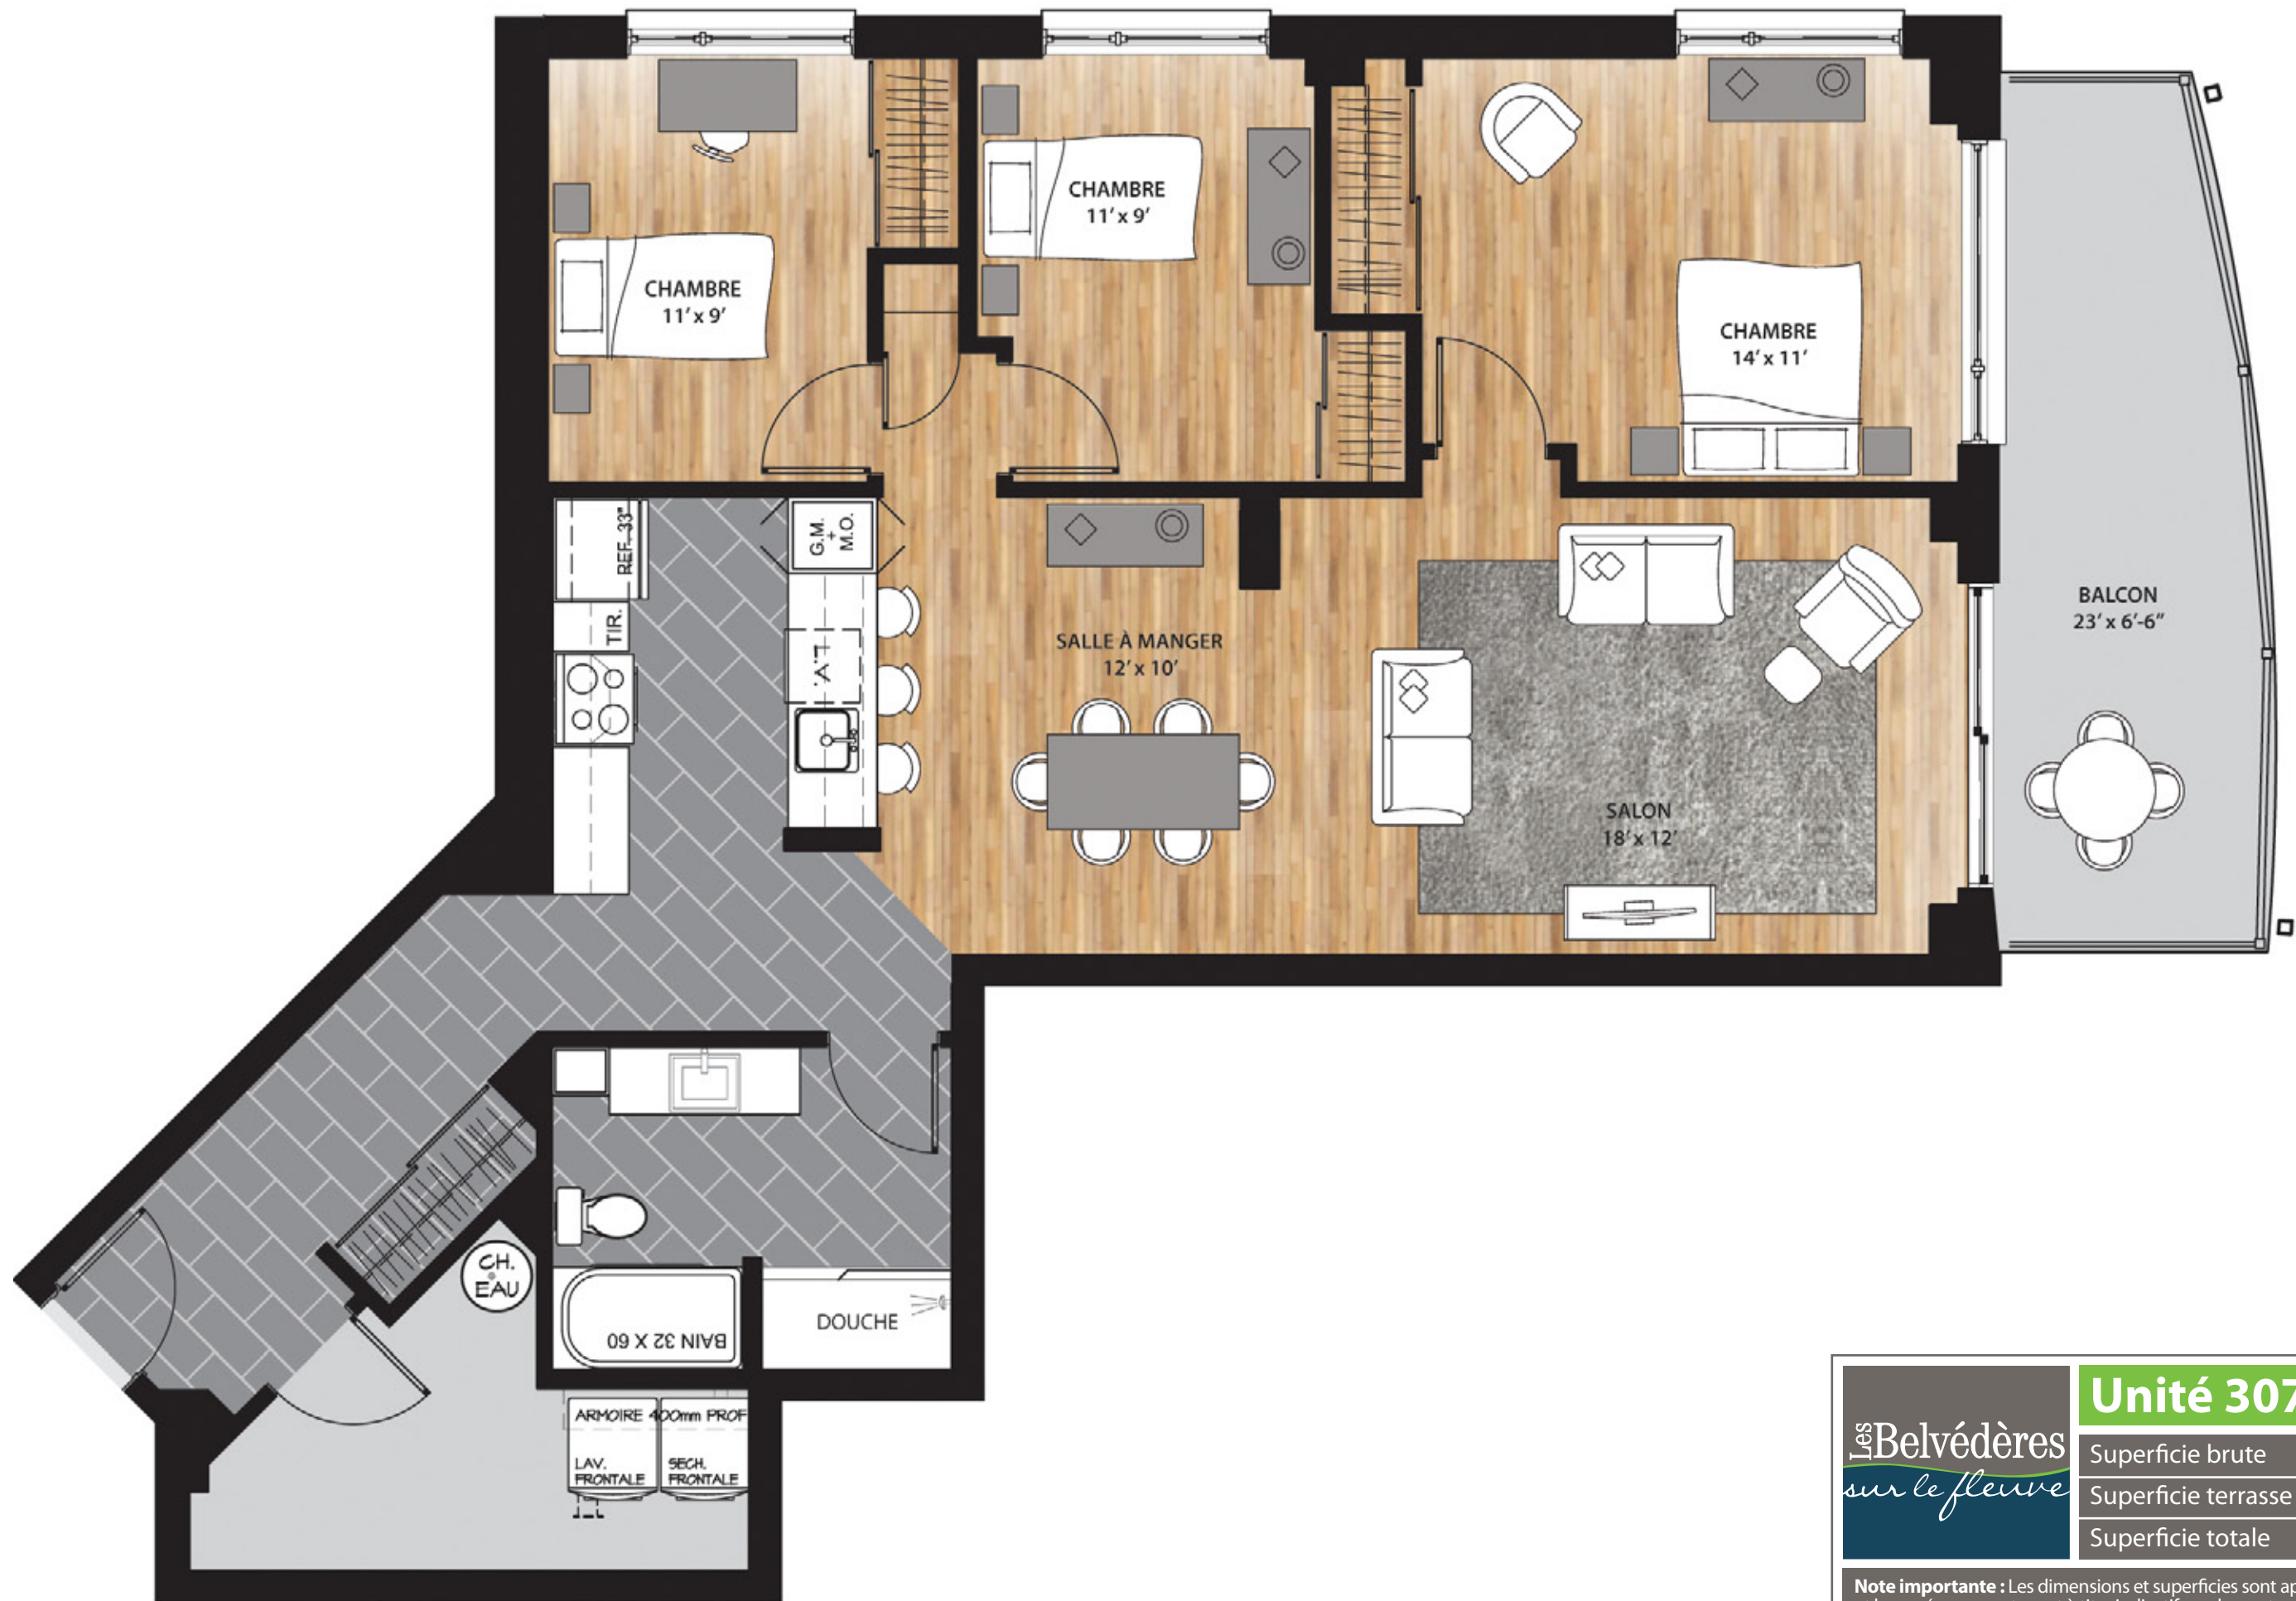 CHAMBRE
11' x 9'
CHAMBRE
11' x 9'
CHAMBRE
14' x 11'
REF. 33"
TIR.
G.M.
+
M.O.
L.V.
SALLE À MANGER
12' x 10'
SALON
18' x 12'
BALCON
23' x 6'-6"
CH.
EAU
BAIN 32 X 60
DOUCHE
ARMOIRE 400mm PROF
LAV.
FRONTALE
SECH.
FRONTALE
Les Belvédères
sur le fleuve
Unité 307
Superficie brute
Superficie terrasse
Superficie totale
Note importante : Les dimensions et superficies sont